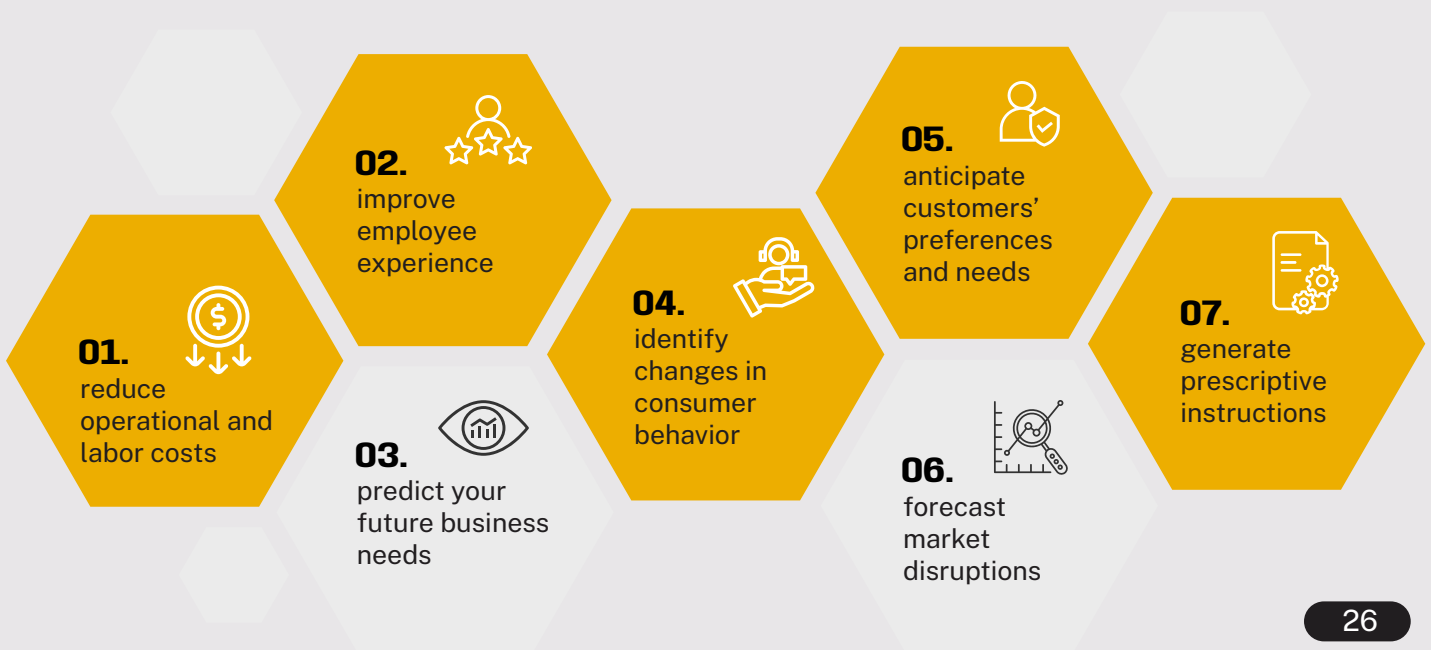 01.
reduce
operational and
labor costs
02.
improve
employee
experience
03.
predict your
future business
needs
04.
identify
changes in
consumer
behavior
05.
anticipate
customers’
preferences
and needs
06.
forecast
market
disruptions
07.
generate
prescriptive
instructions
$
26